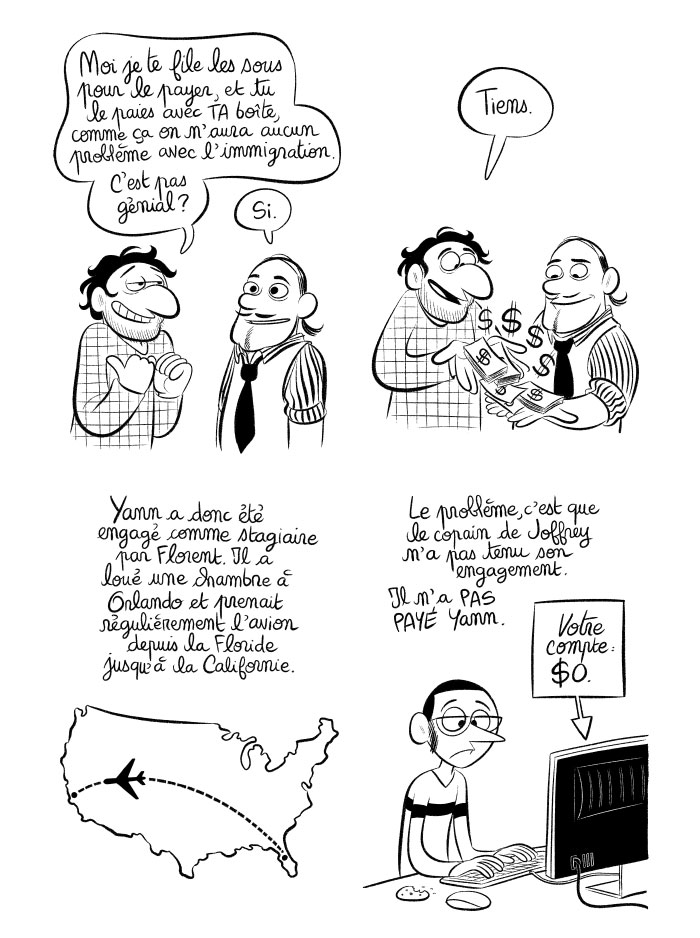 Moi je te file les sous
pour le payer, et tu
le paies avec TA boîte,
comme ça on n'aura aucun
problème avec l'immigration.
C'est pas
génial?
Si.
Tiens.
$ $ $ $
$
$
$
Yann a donc été
engagé comme stagiaire
par Florent. Il a
loué une chambre à
Orlando et prenait
régulièrement l'avion
depuis la Floride
jusqu'à la Californie.
Le problème, c'est que
le copain de Joffrey
n'a pas tenu son
engagement.
Il n'a PAS
PAYÉ Yann.
Votre
compte:
$0.